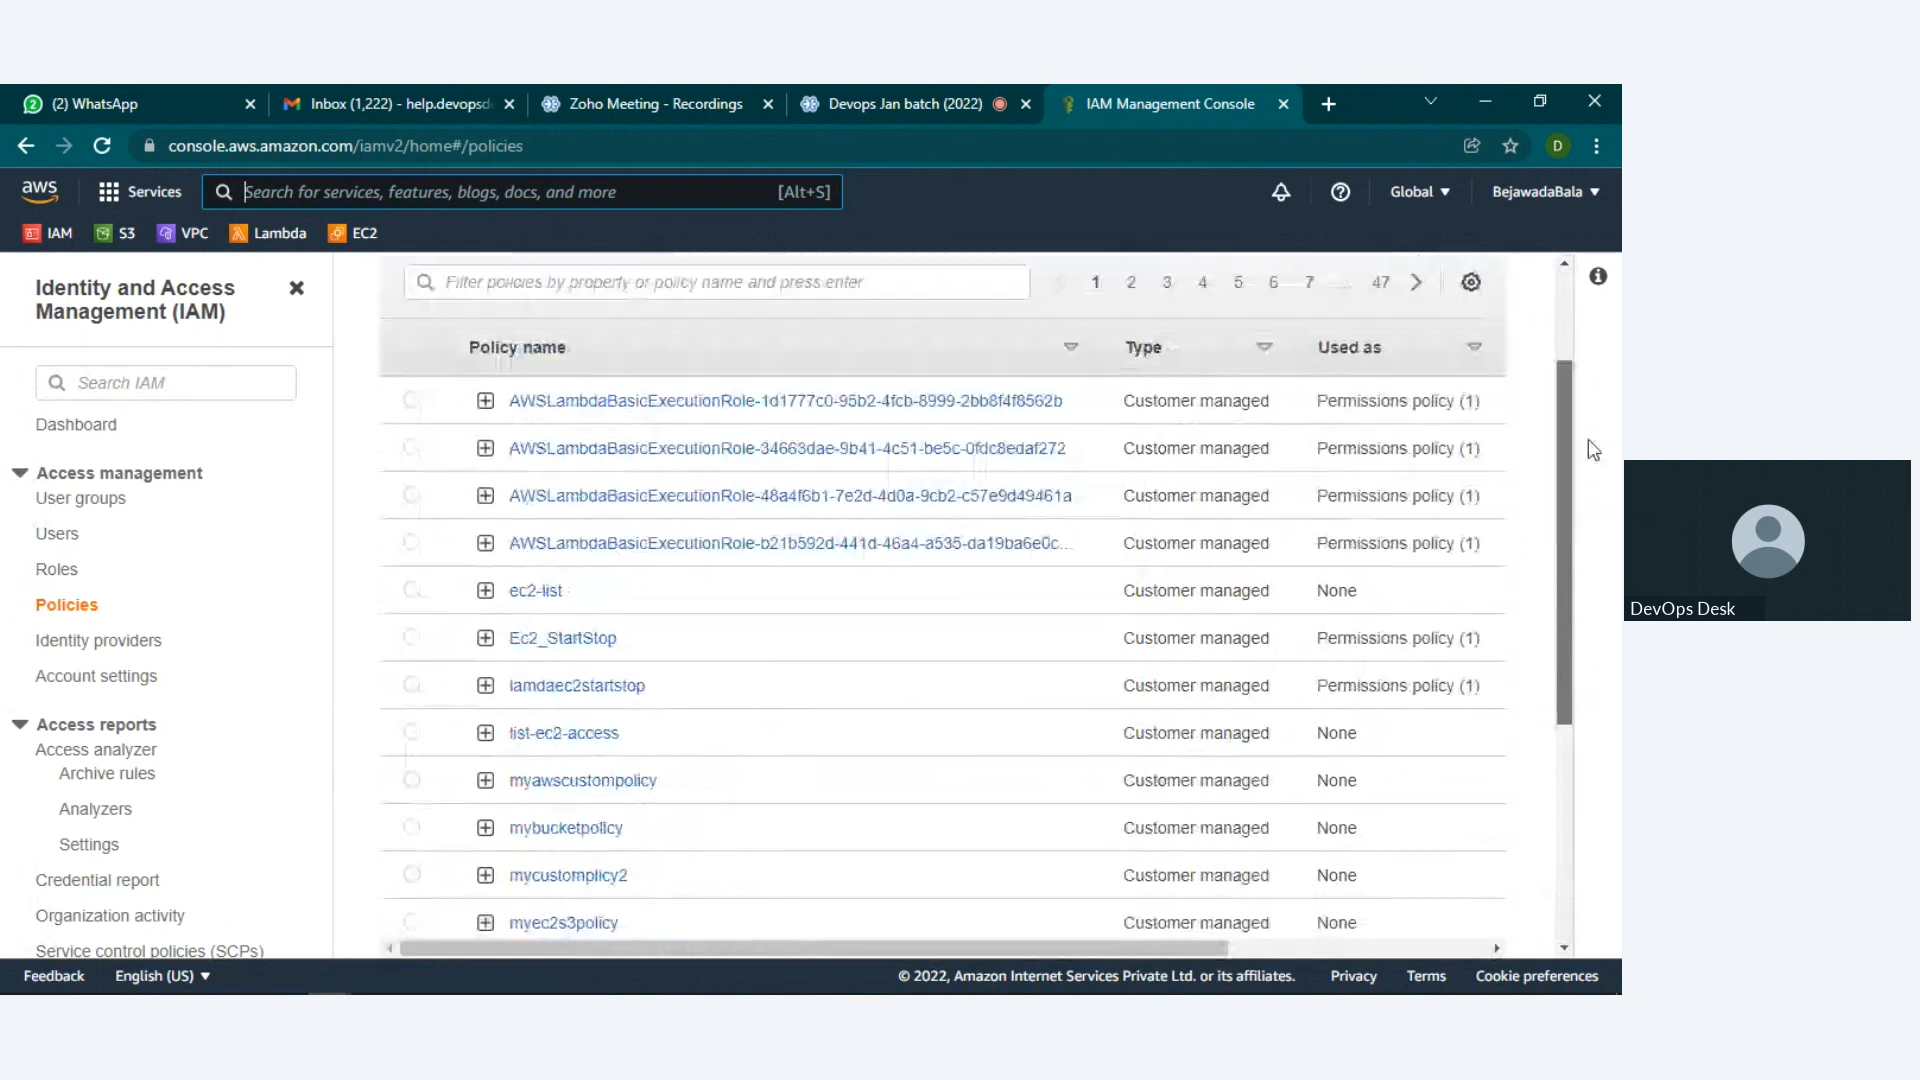 (2) WhatsApp
Inbox (1,222) - help.devopsd
Zoho Meeting - Recordings
Devops Jan batch (2022)
IAM Management Console
console.aws.amazon.com/iamv2/home#/policies
D
aws
Services
Search for services, features, blogs, docs, and more
[Alt+S]
Global
BejawadaBala
IAM
S3
VPC
Lambda
EC2
Identity and Access
Management (IAM)
Search IAM
Dashboard
Access management
User groups
Users
Roles
Policies
Identity providers
Account settings
Access reports
Access analyzer
Archive rules
Analyzers
Settings
Credential report
Organization activity
Service control policies (SCPs)
Filter policies by property or policy name and press enter
1 2 3 4 5 6 7 ... 47
Policy name Type Used as
AWSLambdaBasicExecutionRole-1d1777c0-95b2-4fcb-8999-2bb8f4f8562b Customer managed Permissions policy (1)
AWSLambdaBasicExecutionRole-34663dae-9b41-4c51-be5c-0fdc8edaf272 Customer managed Permissions policy (1)
AWSLambdaBasicExecutionRole-48a4f6b1-7e2d-4d0a-9cb2-c57e9d49461a Customer managed Permissions policy (1)
AWSLambdaBasicExecutionRole-b21b592d-441d-46a4-a535-da19ba6e0c... Customer managed Permissions policy (1)
ec2-list Customer managed None
Ec2_StartStop Customer managed Permissions policy (1)
lamdaec2startstop Customer managed Permissions policy (1)
list-ec2-access Customer managed None
myawscustompolicy Customer managed None
mybucketpolicy Customer managed None
mycustomplicy2 Customer managed None
myec2s3policy Customer managed None
DevOps Desk
Feedback
English (US)
© 2022, Amazon Internet Services Private Ltd. or its affiliates.
Privacy
Terms
Cookie preferences